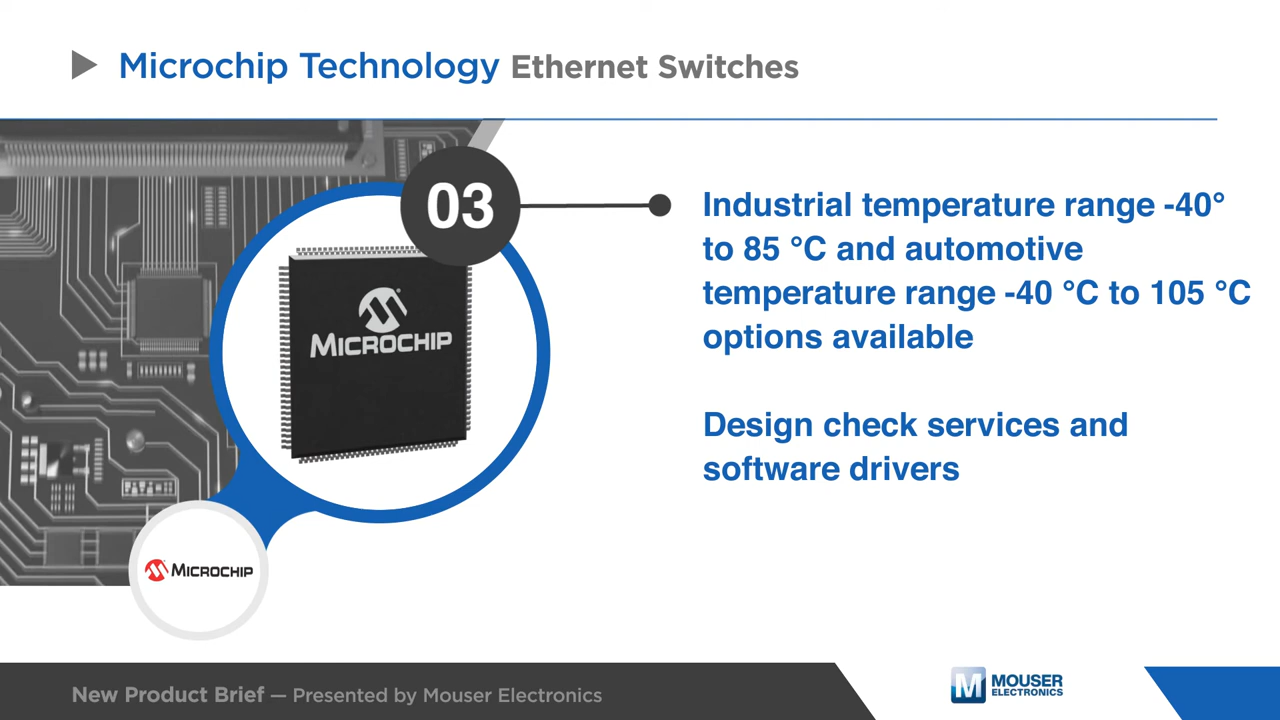 Microchip Technology Ethernet Switches
03
Industrial temperature range -40°
to 85 °C and automotive
temperature range -40 °C to 105 °C
options available
Design check services and
software drivers
MICROCHIP
MICROCHIP
New Product Brief — Presented by Mouser Electronics
M MOUSER
ELECTRONICS